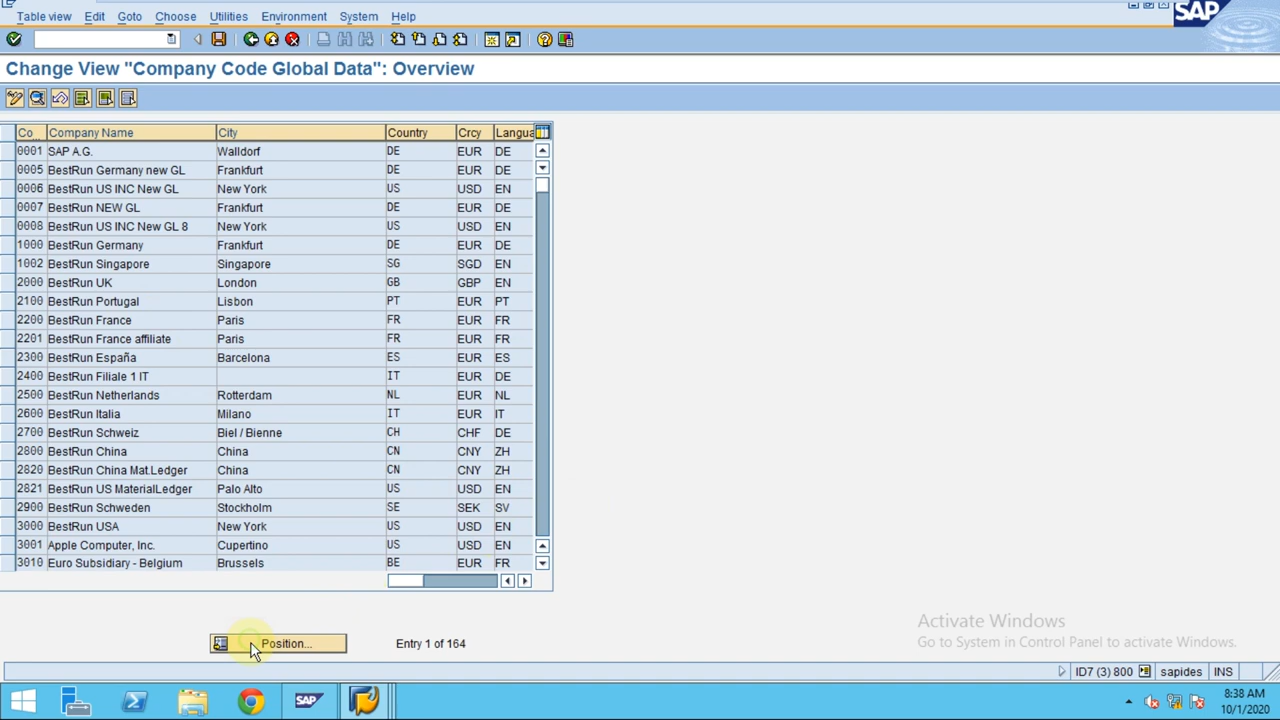 Table view Edit Goto Choose Utilities Environment System Help
SAP
Change View "Company Code Global Data": Overview
Co... Company Name City Country Crcy Langua
0001 SAP A.G. Walldorf DE EUR DE
0005 BestRun Germany new GL Frankfurt DE EUR DE
0006 BestRun US INC New GL New York US USD EN
0007 BestRun NEW GL Frankfurt DE EUR DE
0008 BestRun US INC New GL 8 New York US USD EN
1000 BestRun Germany Frankfurt DE EUR DE
1002 BestRun Singapore Singapore SG SGD EN
2000 BestRun UK London GB GBP EN
2100 BestRun Portugal Lisbon PT EUR PT
2200 BestRun France Paris FR EUR FR
2201 BestRun France affiliate Paris FR EUR FR
2300 BestRun España Barcelona ES EUR ES
2400 BestRun Filiale 1 IT IT EUR DE
2500 BestRun Netherlands Rotterdam NL EUR NL
2600 BestRun Italia Milano IT EUR IT
2700 BestRun Schweiz Biel / Bienne CH CHF DE
2800 BestRun China China CN CNY ZH
2820 BestRun China Mat.Ledger China CN CNY ZH
2821 BestRun US MaterialLedger Palo Alto US USD EN
2900 BestRun Schweden Stockholm SE SEK SV
3000 BestRun USA New York US USD EN
3001 Apple Computer, Inc. Cupertino US USD EN
3010 Euro Subsidiary - Belgium Brussels BE EUR FR
Position... Entry 1 of 164
Activate Windows
Go to System in Control Panel to activate Windows.
ID7 (3) 800 sapides INS
SAP
8:38 AM
10/1/2020